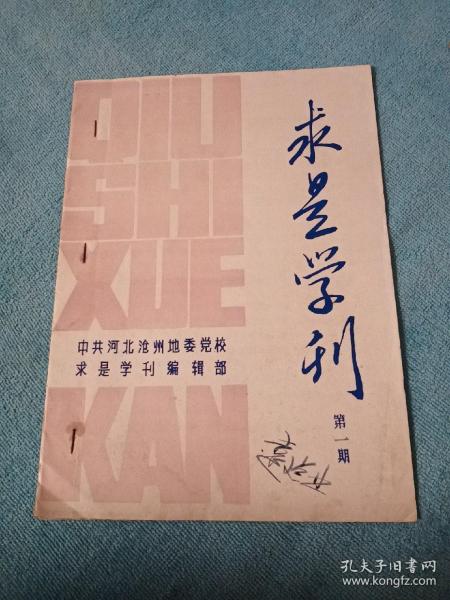 QIU
SHI
XUE
KAN
求是学刊
中共河北沧州地委党校
求是学刊编辑部
第一期
孔夫子旧书网
www.kongfz.com